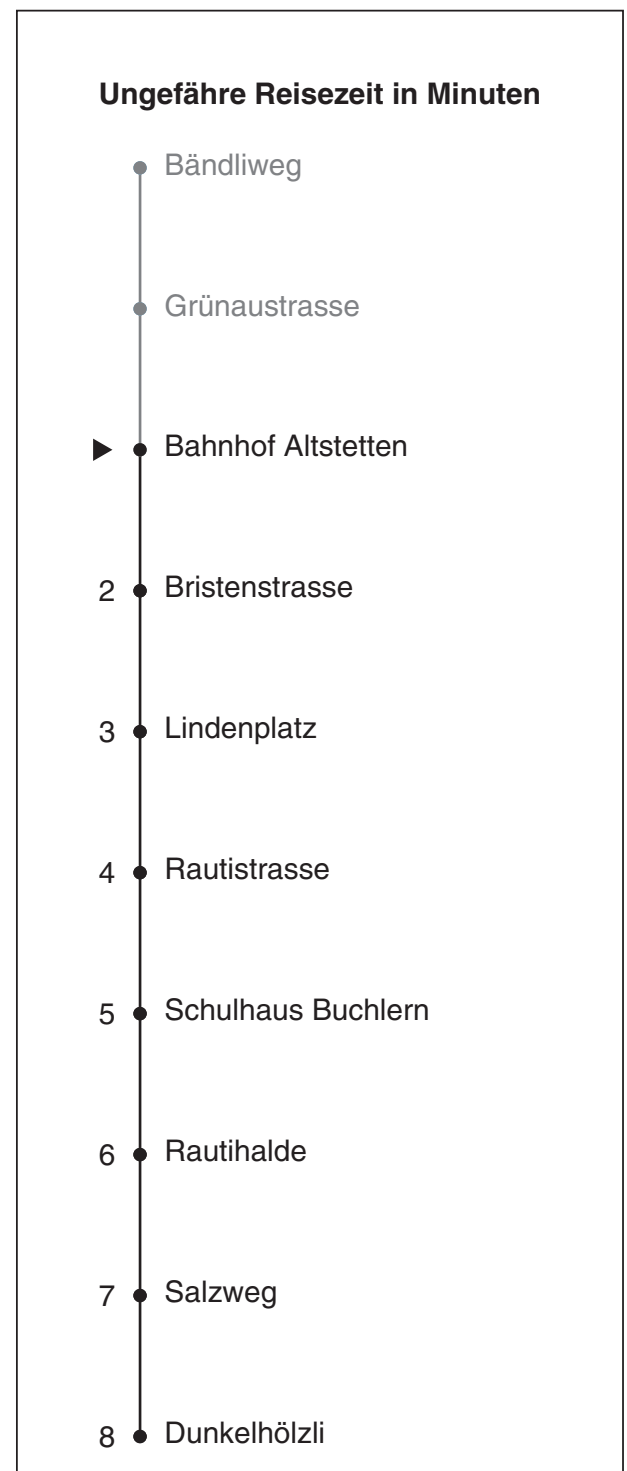 Ungefähre Reisezeit in Minuten
Bändliweg
Grünaustrasse
Bahnhof Altstetten
2 Bristenstrasse
3 Lindenplatz
4 Rautistrasse
5 Schulhaus Buchlern
6 Rautihalde
7 Salzweg
8 Dunkelhölzli